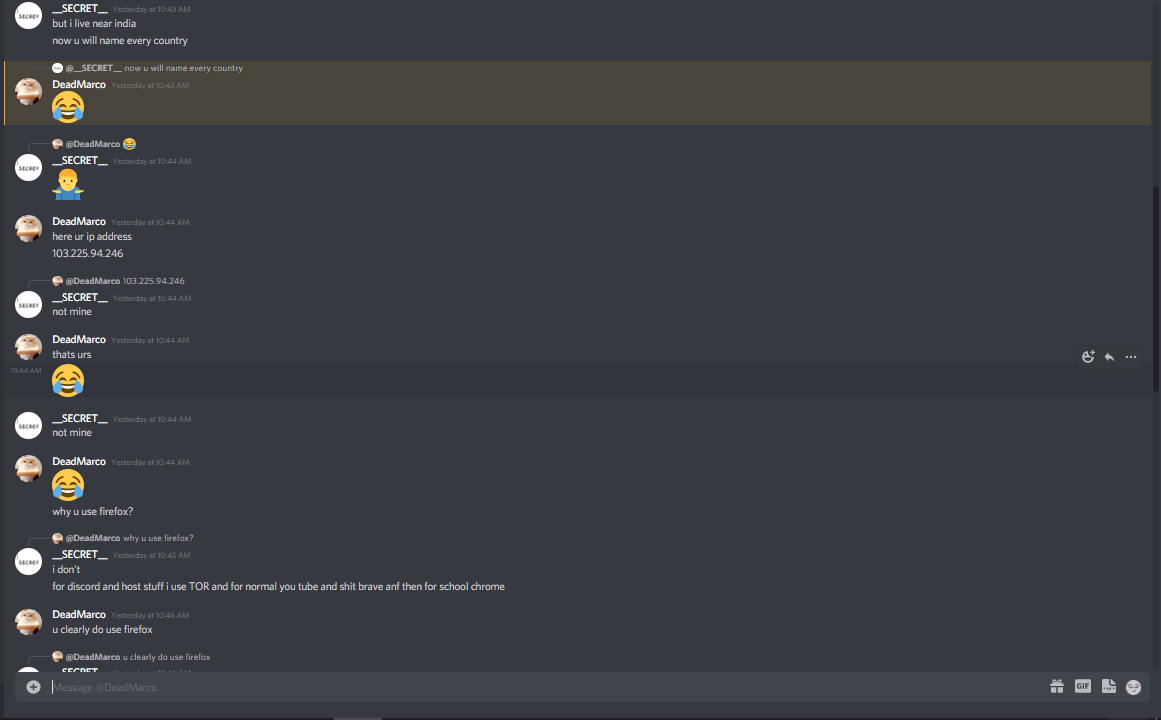 __SECRET__ Yesterday at 10:43 AM
but i live near india
now u will name every country
@__SECRET__ now u will name every country
DeadMarco Yesterday at 10:43 AM
@DeadMarco 😂
__SECRET__ Yesterday at 10:44 AM
DeadMarco Yesterday at 10:44 AM
here ur ip address
103.225.94.246
@DeadMarco 103.225.94.246
__SECRET__ Yesterday at 10:44 AM
not mine
DeadMarco Yesterday at 10:44 AM
thats urs
10:44 AM
__SECRET__ Yesterday at 10:44 AM
not mine
DeadMarco Yesterday at 10:44 AM
why u use firefox?
@DeadMarco why u use firefox?
__SECRET__ Yesterday at 10:45 AM
i don't
for discord and host stuff i use TOR and for normal you tube and shit brave anf then for school chrome
DeadMarco Yesterday at 10:46 AM
u clearly do use firefox
@DeadMarco u clearly do use firefox
__SECRET__
Message @DeadMarco
GIF